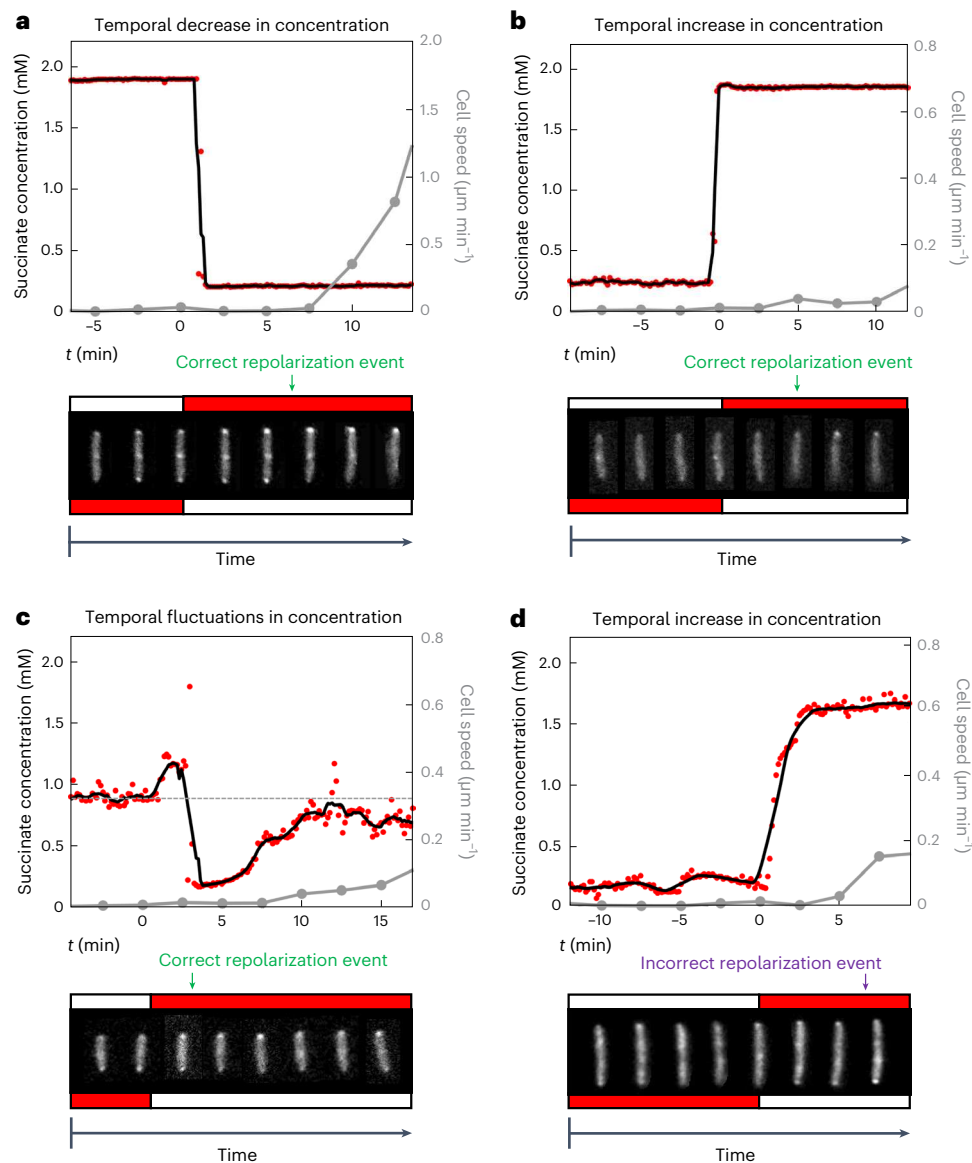 a
Temporal decrease in concentration
Succinate concentration (mM)
2.0
1.5
1.0
0.5
0
2.0
1.5
1.0
0.5
0
Cell speed (µm min⁻¹)
−5
0
10
t (min)
Correct repolarization event
Time
b
Temporal increase in concentration
Succinate concentration (mM)
2.0
1.5
1.0
0.5
0
0.8
0.6
0.4
0.2
0
Cell speed (µm min⁻¹)
−5
0
5
10
t (min)
Correct repolarization event
Time
c
Temporal fluctuations in concentration
Succinate concentration (mM)
2.0
1.5
1.0
0.5
0
0.8
0.6
0.4
0.2
0
Cell speed (µm min⁻¹)
0
5
10
15
t (min)
Correct repolarization event
Time
d
Temporal increase in concentration
Succinate concentration (mM)
2.0
1.5
1.0
0.5
0
0.8
0.6
0.4
0.2
0
Cell speed (µm min⁻¹)
−10
−5
0
5
t (min)
Incorrect repolarization event
Time